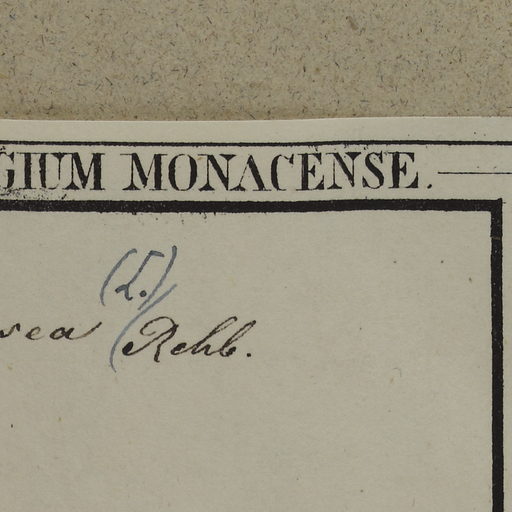 GIUM MONACENSE.
(L.)
sea Rchb.